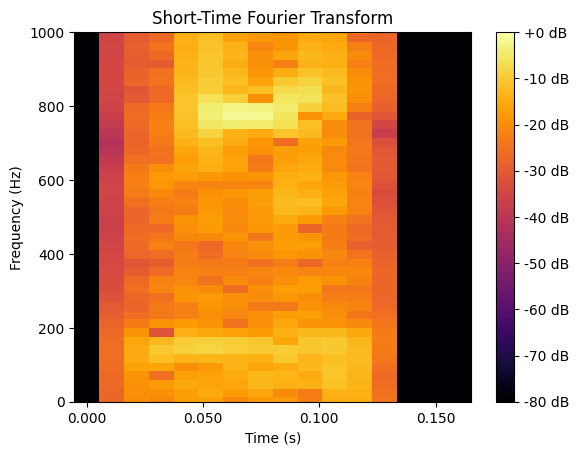 Short-Time Fourier Transform
1000
800
600
400
200
0
Frequency (Hz)
0.000
0.050
0.100
0.150
Time (s)
+0 dB
-10 dB
-20 dB
-30 dB
-40 dB
-50 dB
-60 dB
-70 dB
-80 dB